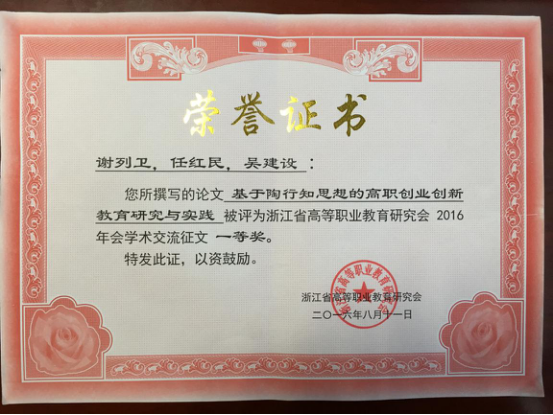 荣誉证书
谢列卫，任红民，吴建设：
您所撰写的论文 基于陶行知思想的高职创业创新
教育研究与实践 被评为浙江省高等职业教育研究会 2016
年会学术交流征文 一等奖。
特发此证，以资鼓励。
浙江省高等职业教育研究会
二〇一六年八月十一日